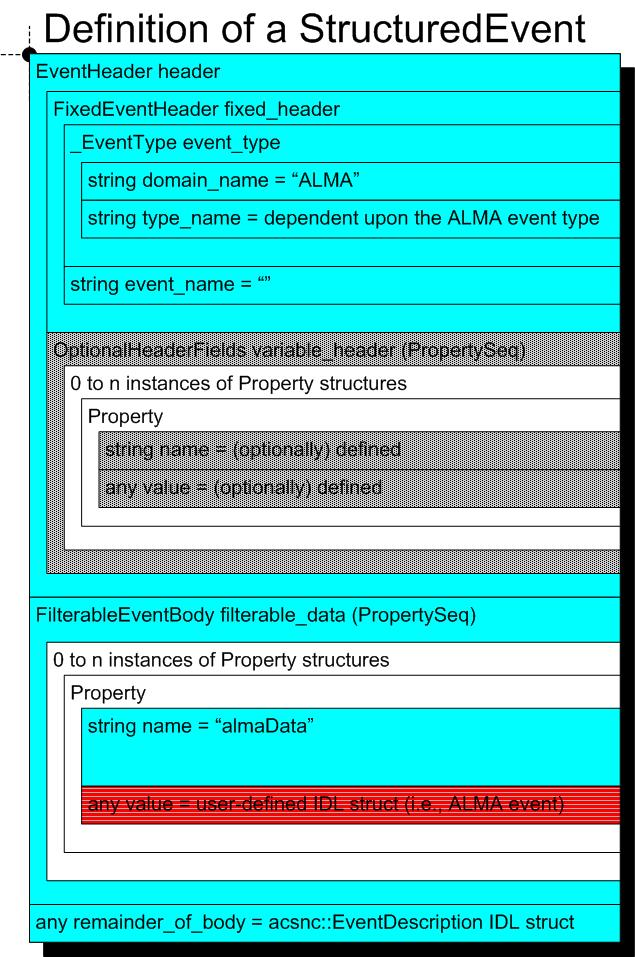 Definition of a StructuredEvent
EventHeader header
FixedEventHeader fixed_header
_EventType event_type
string domain_name = “ALMA”
string type_name = dependent upon the ALMA event type
string event_name = “”
OptionalHeaderFields variable_header (PropertySeq)
0 to n instances of Property structures
Property
string name = (optionally) defined
any value = (optionally) defined
FilterableEventBody filterable_data (PropertySeq)
0 to n instances of Property structures
Property
string name = “almaData”
any value = user-defined IDL struct (i.e., ALMA event)
any remainder_of_body = acsnc::EventDescription IDL struct